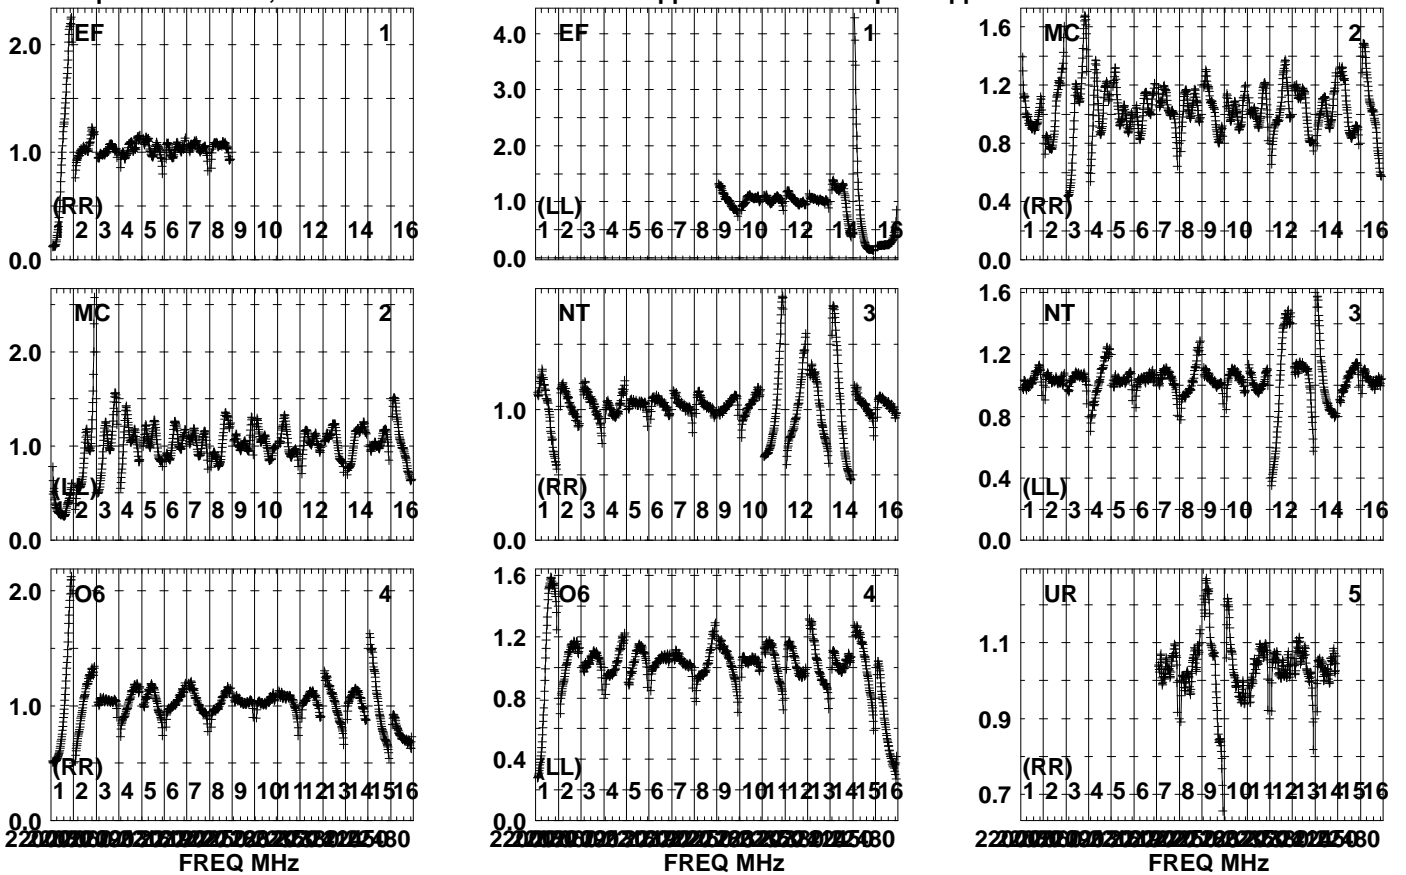 EF 1
2.0
1.0
(RR)
2 3 4 5 6 7 8 9 10 12 14 16
0.0
EF 1
4.0
3.0
2.0
1.0
(LL)
1 2 3 4 5 6 7 8 9 10 12 14 16
0.0
MC 2
1.6
1.2
0.8
0.4
(RR)
1 2 3 4 5 6 7 8 9 10 12 14 16
0.0
MC 2
2.0
1.0
(LL)
2 3 4 5 6 7 8 9 10 12 14 16
0.0
NT 3
1.0
(RR)
1 2 3 4 5 6 7 8 9 10 12 14 16
0.0
NT 3
1.6
1.2
0.8
0.4
(LL)
1 2 3 4 5 6 7 8 9 10 12 14 16
0.0
O6 4
2.0
1.0
(RR)
1 2 3 4 5 6 7 8 9 10 11 12 13 14 15 16
0.0
FREQ MHz
O6 4
1.6
1.2
0.8
0.4
(LL)
1 2 3 4 5 6 7 8 9 10 11 12 13 14 15 16
0.0
FREQ MHz
UR 5
1.1
0.9
(RR)
1 2 3 4 5 6 7 8 9 10 11 12 13 14 15 16
0.7
FREQ MHz